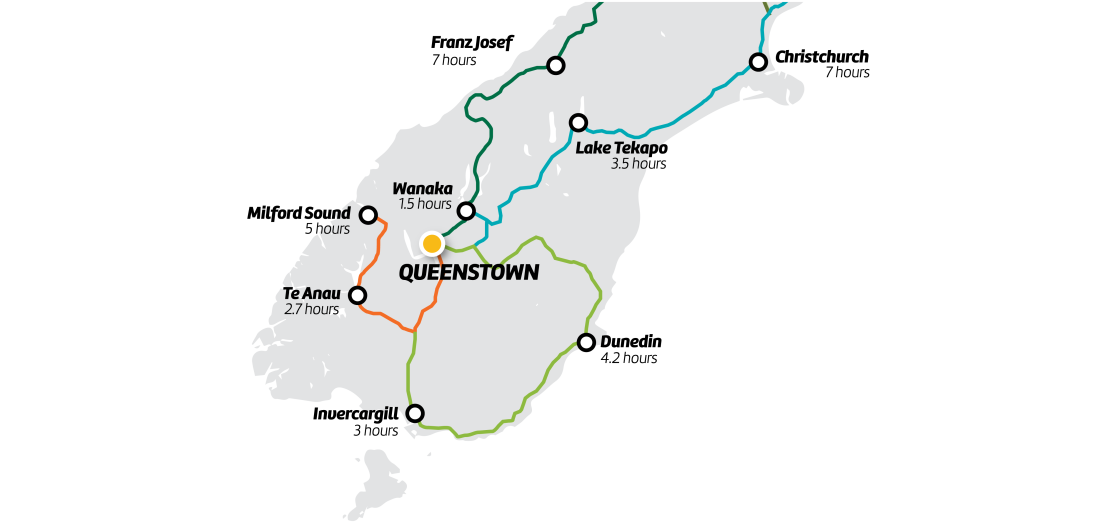 Franz Josef
7 hours
Christchurch
7 hours
Lake Tekapo
3.5 hours
Wanaka
1.5 hours
Milford Sound
5 hours
QUEENSTOWN
Te Anau
2.7 hours
Dunedin
4.2 hours
Invercargill
3 hours